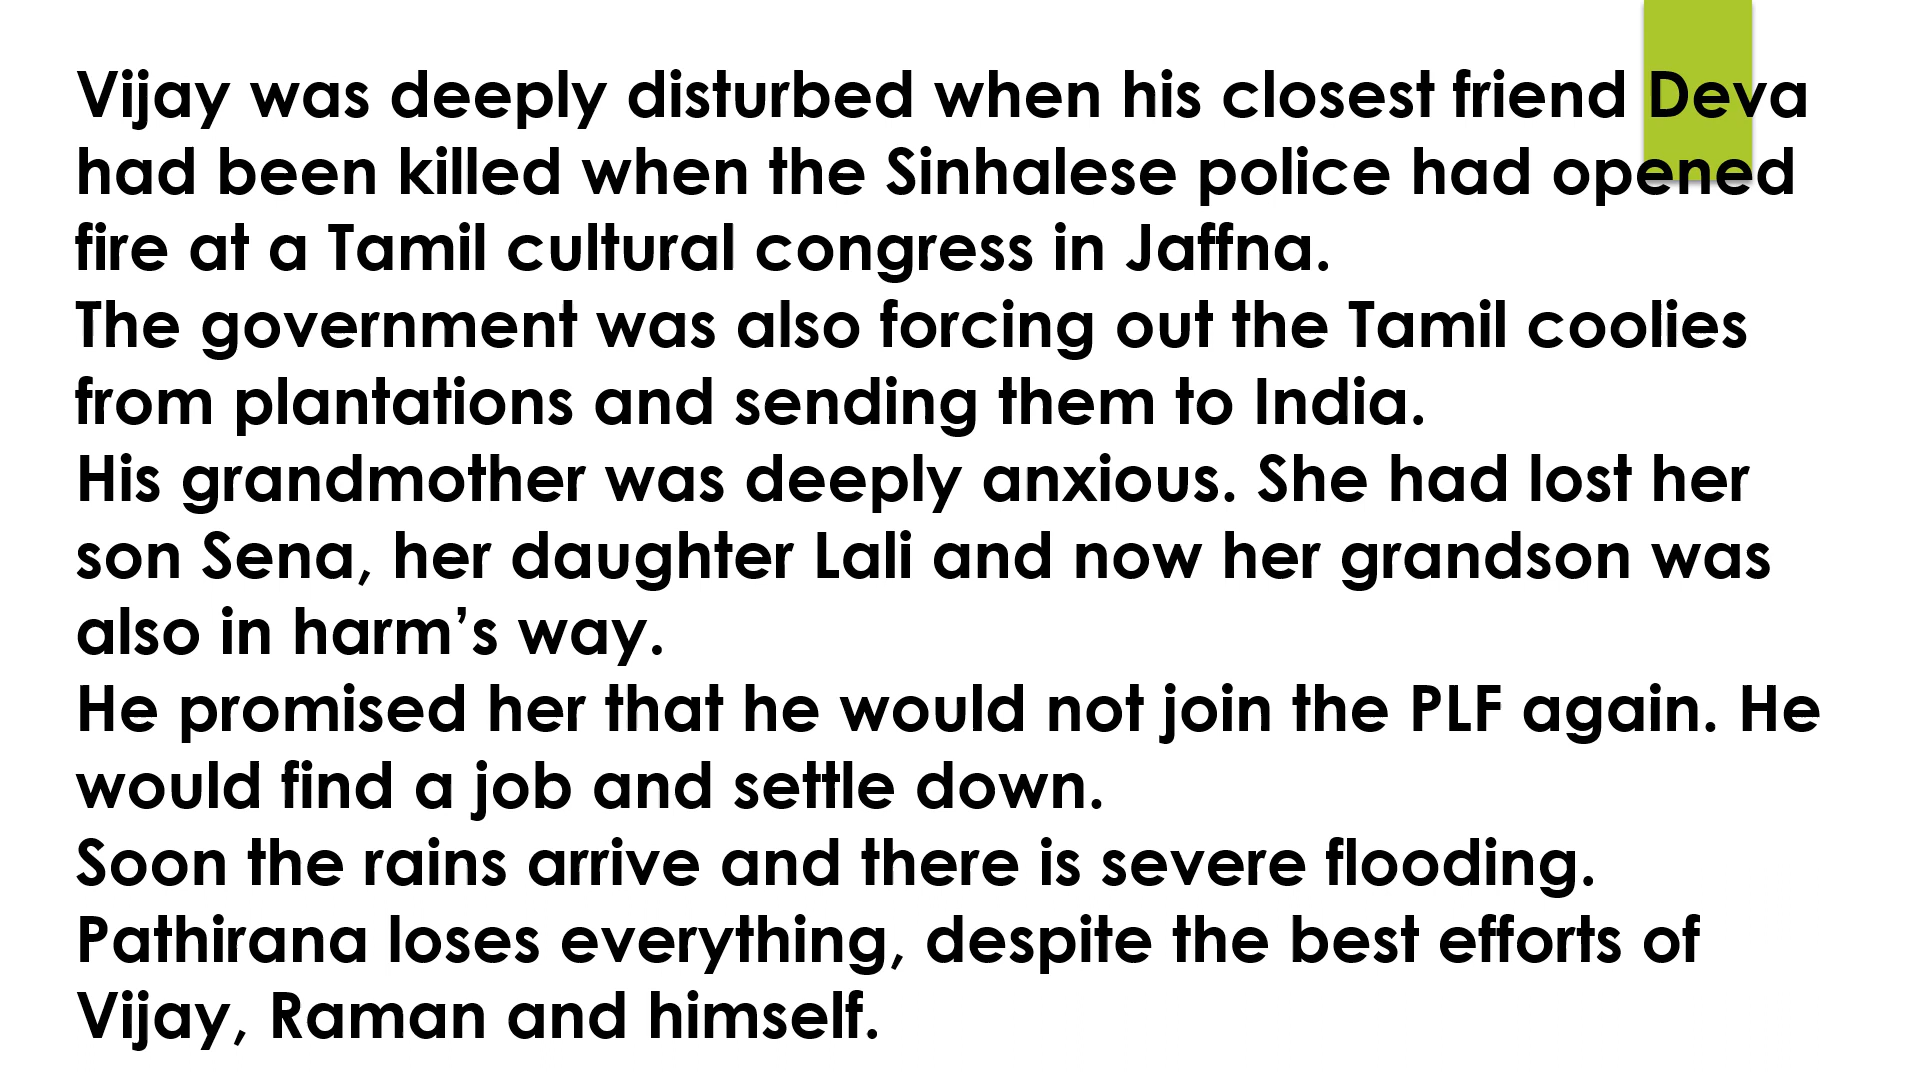 Vijay was deeply disturbed when his closest friend Deva
had been killed when the Sinhalese police had opened
fire at a Tamil cultural congress in Jaffna.
The government was also forcing out the Tamil coolies
from plantations and sending them to India.
His grandmother was deeply anxious. She had lost her
son Sena, her daughter Lali and now her grandson was
also in harm’s way.
He promised her that he would not join the PLF again. He
would find a job and settle down.
Soon the rains arrive and there is severe flooding.
Pathirana loses everything, despite the best efforts of
Vijay, Raman and himself.